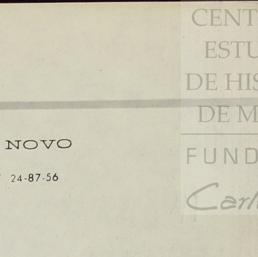 CENT
ESTU
DE HIS
DE M
FUND
Carl
NOVO
24-87-56